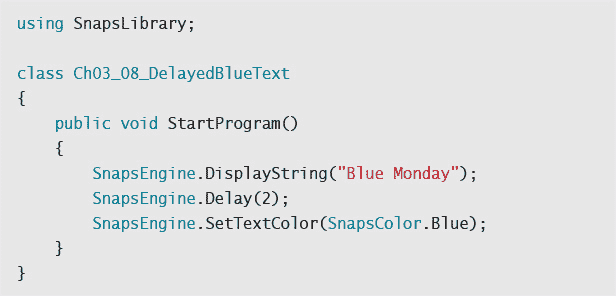 using SnapsLibrary;
class Ch03_08_DelayedBlueText
{
public void StartProgram()
{
SnapsEngine.DisplayString("Blue Monday");
SnapsEngine.Delay(2);
SnapsEngine.SetTextColor(SnapsColor.Blue);
}
}